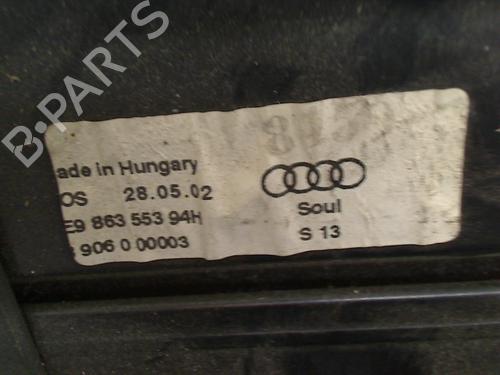 B-PARTS
ade in Hungary
OS 28.05.02
E9 863 553 94H
906 0 00003
Soul
S 13